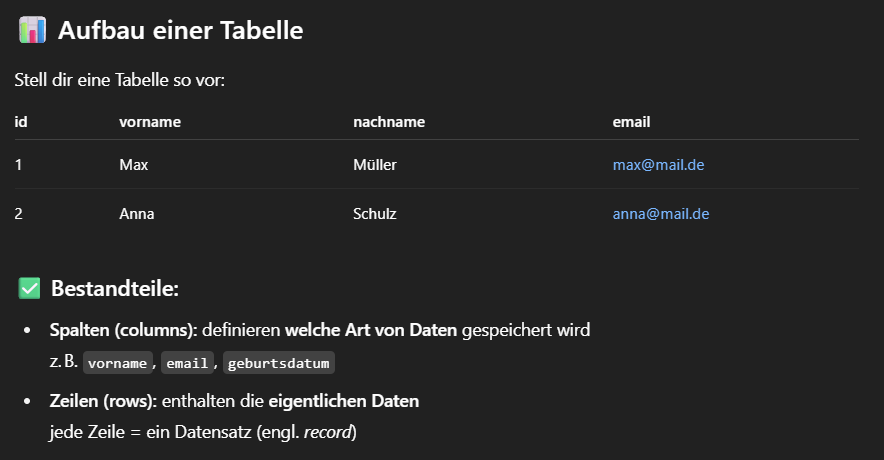 Aufbau einer Tabelle
Stell dir eine Tabelle so vor:
id vorname nachname email
1 Max Müller max@mail.de
2 Anna Schulz anna@mail.de
Bestandteile:
• Spalten (columns): definieren welche Art von Daten gespeichert wird
z. B. vorname, email, geburtsdatum
• Zeilen (rows): enthalten die eigentlichen Daten
jede Zeile = ein Datensatz (engl. record)